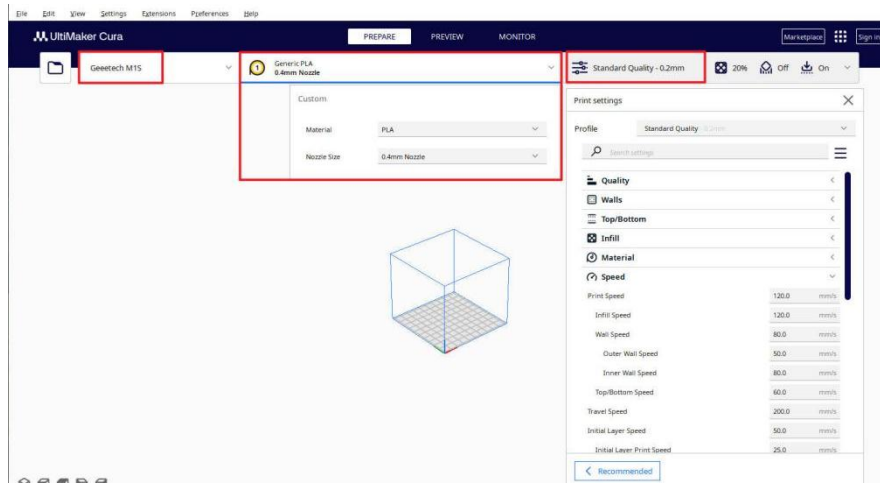 File Edit View Settings Extensions Preferences Help
UltiMaker Cura PREPARE PREVIEW MONITOR Marketplace Sign in
Geeetech M1S
1
Generic PLA
0.4mm Nozzle
Standard Quality - 0.2mm 20% Off On
Custom
Material PLA
Nozzle Size 0.4mm Nozzle
Print settings
Profile Standard Quality - 0.2mm
Search settings
Quality
Walls
Top/Bottom
Infill
Material
Speed
Print Speed 120.0 mm/s
Infill Speed 120.0 mm/s
Wall Speed 80.0 mm/s
Outer Wall Speed 50.0 mm/s
Inner Wall Speed 80.0 mm/s
Top/Bottom Speed 60.0 mm/s
Travel Speed 200.0 mm/s
Initial Layer Speed 50.0 mm/s
Initial Layer Print Speed 25.0 mm/s
Recommended